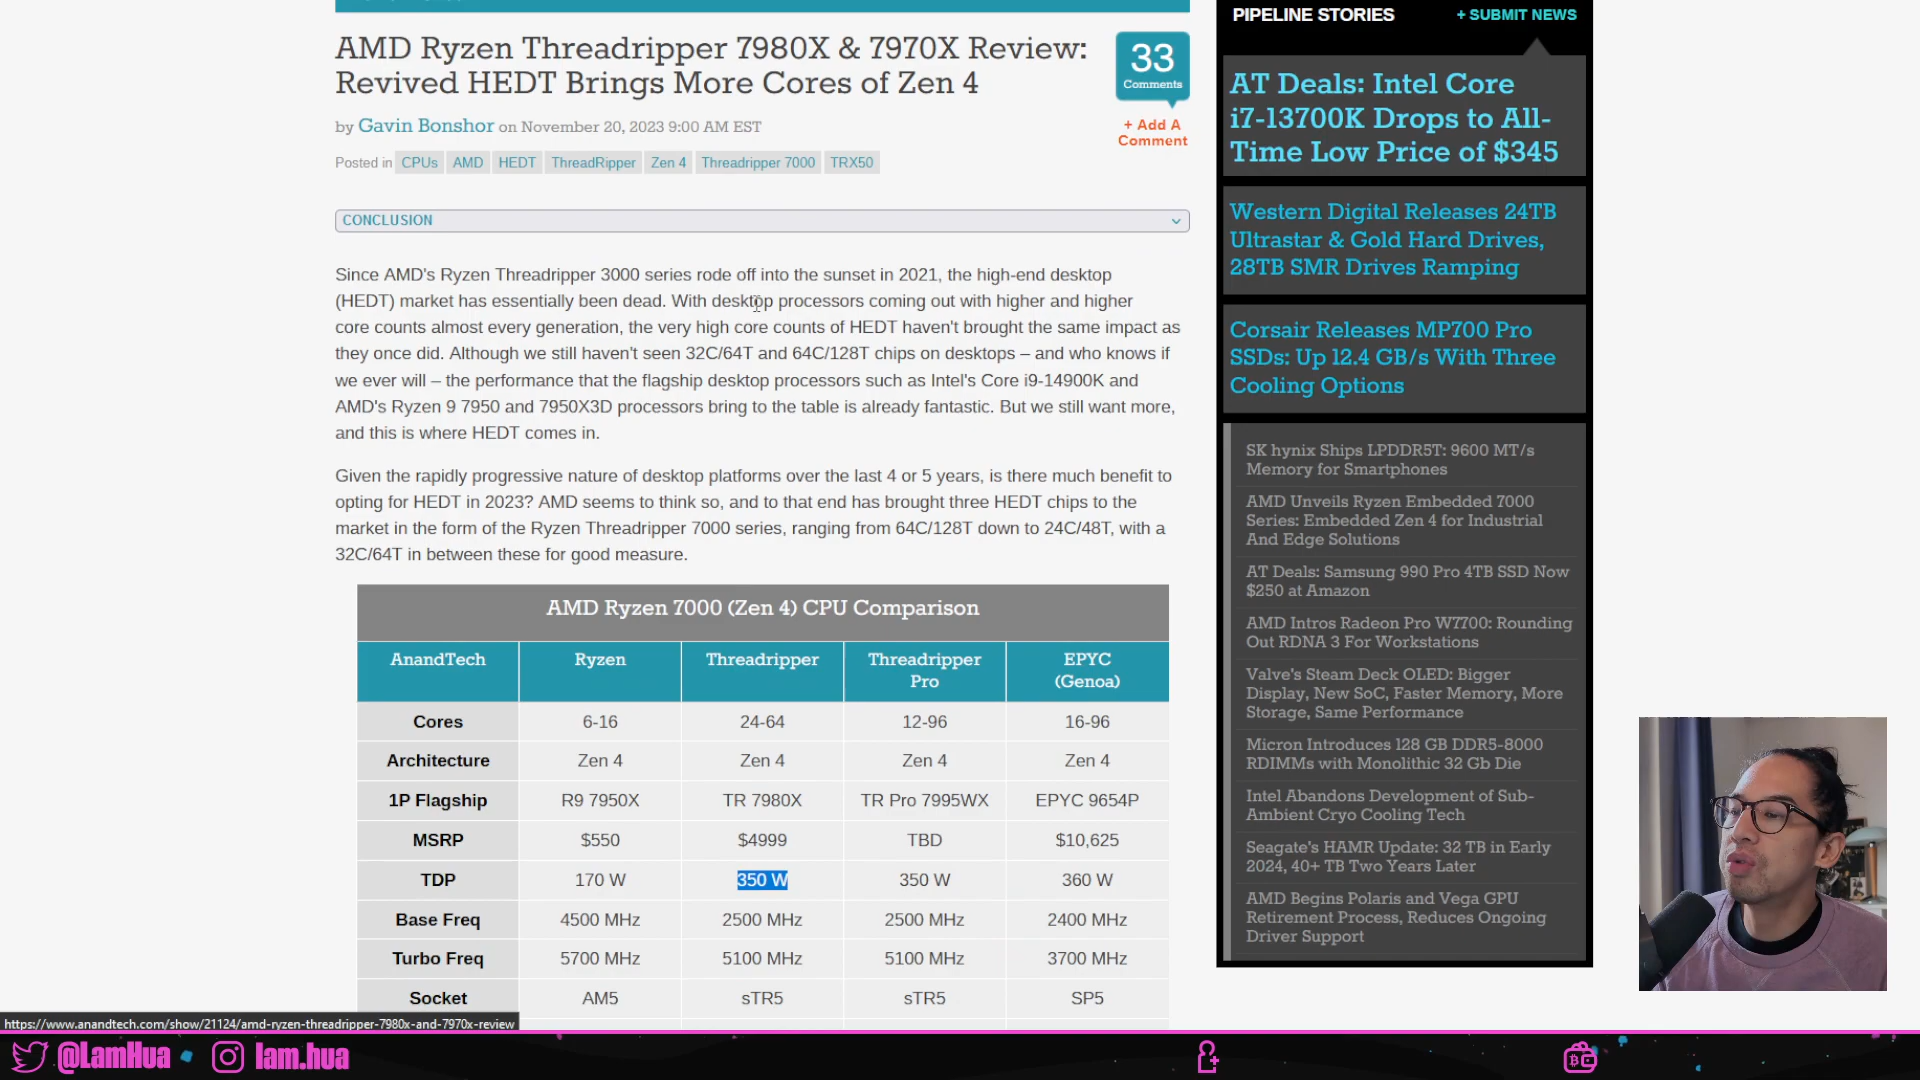 PIPELINE STORIES
+ SUBMIT NEWS
AMD Ryzen Threadripper 7980X & 7970X Review:
Revived HEDT Brings More Cores of Zen 4
33
Comments
+ Add A
Comment
by Gavin Bonshor on November 20, 2023 9:00 AM EST
Posted in CPUs AMD HEDT ThreadRipper Zen 4 Threadripper 7000 TRX50
CONCLUSION
Since AMD's Ryzen Threadripper 3000 series rode off into the sunset in 2021, the high-end desktop
(HEDT) market has essentially been dead. With desktop processors coming out with higher and higher
core counts almost every generation, the very high core counts of HEDT haven't brought the same impact as
they once did. Although we still haven't seen 32C/64T and 64C/128T chips on desktops – and who knows if
we ever will – the performance that the flagship desktop processors such as Intel's Core i9-14900K and
AMD's Ryzen 9 7950 and 7950X3D processors bring to the table is already fantastic. But we still want more,
and this is where HEDT comes in.
Given the rapidly progressive nature of desktop platforms over the last 4 or 5 years, is there much benefit to
opting for HEDT in 2023? AMD seems to think so, and to that end has brought three HEDT chips to the
market in the form of the Ryzen Threadripper 7000 series, ranging from 64C/128T down to 24C/48T, with a
32C/64T in between these for good measure.
AMD Ryzen 7000 (Zen 4) CPU Comparison
AnandTech Ryzen Threadripper Threadripper Pro EPYC (Genoa)
Cores 6-16 24-64 12-96 16-96
Architecture Zen 4 Zen 4 Zen 4 Zen 4
1P Flagship R9 7950X TR 7980X TR Pro 7995WX EPYC 9654P
MSRP $550 $4999 TBD $10,625
TDP 170 W 350 W 350 W 360 W
Base Freq 4500 MHz 2500 MHz 2500 MHz 2400 MHz
Turbo Freq 5700 MHz 5100 MHz 5100 MHz 3700 MHz
Socket AM5 sTR5 sTR5 SP5
AT Deals: Intel Core
i7-13700K Drops to All-
Time Low Price of $345
Western Digital Releases 24TB
Ultrastar & Gold Hard Drives,
28TB SMR Drives Ramping
Corsair Releases MP700 Pro
SSDs: Up 12.4 GB/s With Three
Cooling Options
SK hynix Ships LPDDR5T: 9600 MT/s
Memory for Smartphones
AMD Unveils Ryzen Embedded 7000
Series: Embedded Zen 4 for Industrial
And Edge Solutions
AT Deals: Samsung 990 Pro 4TB SSD Now
$250 at Amazon
AMD Intros Radeon Pro W7700: Rounding
Out RDNA 3 For Workstations
Valve's Steam Deck OLED: Bigger
Display, New SoC, Faster Memory, More
Storage, Same Performance
Micron Introduces 128 GB DDR5-8000
RDIMMs with Monolithic 32 Gb Die
Intel Abandons Development of Sub-
Ambient Cryo Cooling Tech
Seagate's HAMR Update: 32 TB in Early
2024, 40+ TB Two Years Later
AMD Begins Polaris and Vega GPU
Retirement Process, Reduces Ongoing
Driver Support
https://www.anandtech.com/show/21124/amd-ryzen-threadripper-7980x-and-7970x-review
@LamHua
lam.hua